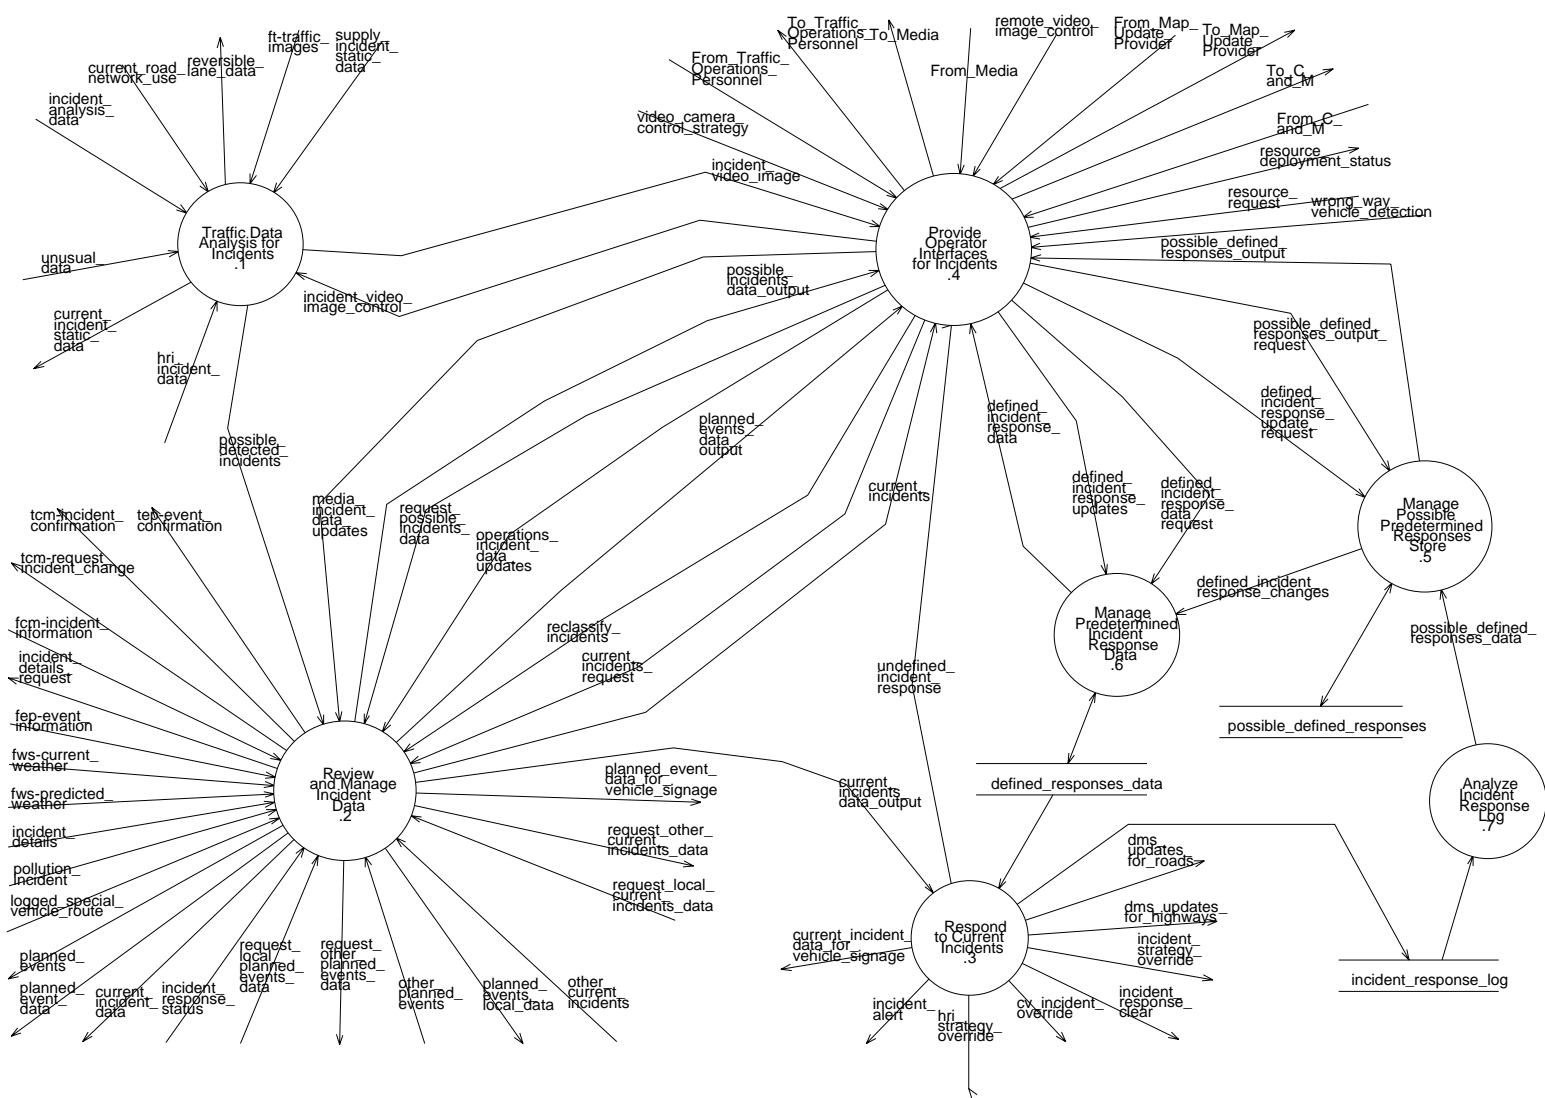 To_Traffic_
Operations_
Personnel
To_Media
remote_video_
image_control
From_Map_
Update_
Provider
To_Map_
Update_
Provider
ft-traffic_
images
supply_
incident_
static_
data
current_road_
network_use
reversible_
lane_data
From_Traffic_
Operations_
Personnel
From_Media
To_C_
and_M
incident_
analysis_
data
video_camera_
control_strategy
From_C_
and_M
resource_
deployment_status
incident_
video_image
resource_
request
wrong_way_
vehicle_detection
Traffic Data
Analysis for
Incidents
.1
Provide
Operator
Interfaces
for Incidents
.4
possible_defined_
responses_output
unusual_
data
incident_video_
image_control
possible_
incidents_
data_output
current_
incident_
static_
data
hri_
incident_
data
possible_defined_
responses_output_
request
possible_
detected_
incidents
planned_
events_
data_
output
defined_
incident_
response_
data
defined_
incident_
response_
update_
request
media_
incident_
data_
updates
request_
possible_
incidents_
data
current_
incidents
defined_
incident_
response_
updates
defined_
incident_
response_
data_
request
Manage
Possible
Predetermined
Responses
Store
.5
tcm-incident_
confirmation
tep-event_
confirmation
operations_
incident_
data_
updates
tcm-request_
incident_change
defined_incident_
response_changes
fcm-incident_
information
reclassify_
incidents
Manage
Predetermined
Incident
Response
Data
.6
possible_defined_
responses_data
incident_
details_
request
current_
incidents_
request
undefined_
incident_
response
fep-event_
information
possible_defined_responses
fws-current_
weather
Review
and Manage
Incident
Data
.2
planned_event_
data_for_
vehicle_signage
current_
incidents_
data_output
defined_responses_data
Analyze
Incident
Response
Log
.7
fws-predicted_
weather
incident_
details
request_other_
current_
incidents_data
dms_
updates_
for_roads
pollution_
incident
request_local_
current_
incidents_data
logged_special_
vehicle_route
dms_updates_
for_highways
Respond
to Current
Incidents
.3
current_incident_
data_for_
vehicle_signage
incident_
strategy_
override
planned_
events
request_
local_
planned_
events_
data
request_
other_
planned_
events_
data
incident_response_log
planned_
event_
data
current_
incident_
data
incident_
response_
status
other_
planned_
events
planned_
events_
local_data
other_
current_
incidents
incident_
alert
hri_
strategy_
override
cv_incident_
override
incident_
response_
clear